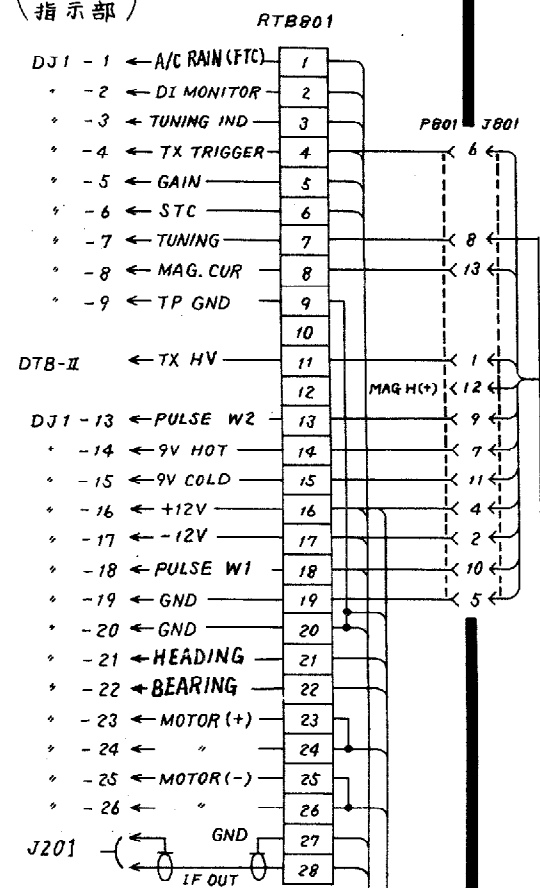 (指示部)
RTB801
DJ1 - 1 ← A/C RAIN (FTC) 1
〃 - 2 ← DI MONITOR 2
〃 - 3 ← TUNING IND 3 P801 J801
〃 - 4 ← TX TRIGGER 4 6
〃 - 5 ← GAIN 5
〃 - 6 ← STC 6
〃 - 7 ← TUNING 7 8
〃 - 8 ← MAG. CUR 8 13
〃 - 9 ← TP GND 9
10
DTB-II ← TX HV 11 1
12 MAG H(+) 12
DJ1 - 13 ← PULSE W2 13 9
〃 - 14 ← 9V HOT 14 7
〃 - 15 ← 9V COLD 15 11
〃 - 16 ← +12V 16 4
〃 - 17 ← -12V 17 2
〃 - 18 ← PULSE W1 18 10
〃 - 19 ← GND 19 5
〃 - 20 ← GND 20
〃 - 21 ← HEADING 21
〃 - 22 ← BEARING 22
〃 - 23 ← MOTOR (+) 23
〃 - 24 ← 〃 24
〃 - 25 ← MOTOR (-) 25
〃 - 26 ← 〃 26
J201 GND 27
IF OUT 28